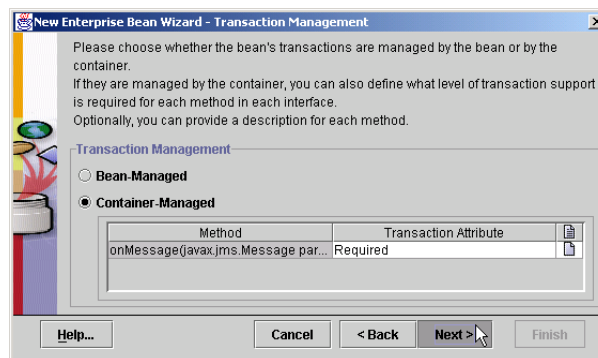 New Enterprise Bean Wizard - Transaction Management
Please choose whether the bean's transactions are managed by the bean or by the
container.
If they are managed by the container, you can also define what level of transaction support
is required for each method in each interface.
Optionally, you can provide a description for each method.
Transaction Management
Bean-Managed
Container-Managed
Method Transaction Attribute
onMessage(javax.jms.Message par... Required
Help... Cancel < Back Next > Finish